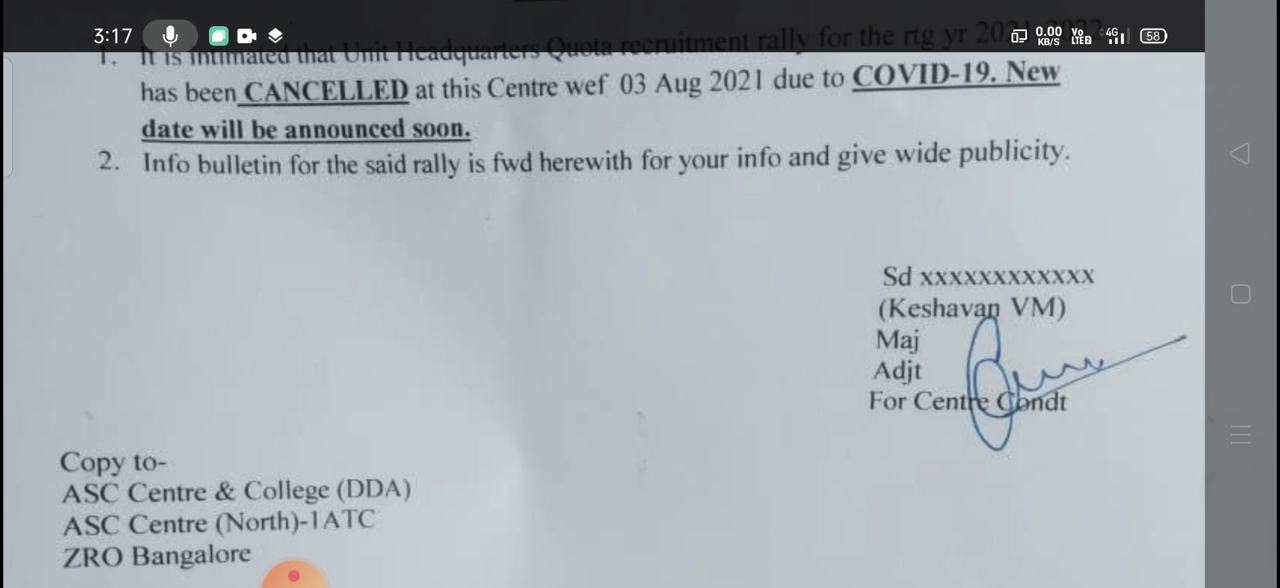 3:17
0.00 KB/S
Vo LTE2
4G
58
1. It is intimated that Unit Headquarters Quota recruitment rally for the rtg yr 2021-2022
has been CANCELLED at this Centre wef 03 Aug 2021 due to COVID-19. New
date will be announced soon.
2. Info bulletin for the said rally is fwd herewith for your info and give wide publicity.
Sd xxxxxxxxxxxx
(Keshavan VM)
Maj
Adjt
For Centre Condt
Copy to-
ASC Centre & College (DDA)
ASC Centre (North)-1ATC
ZRO Bangalore